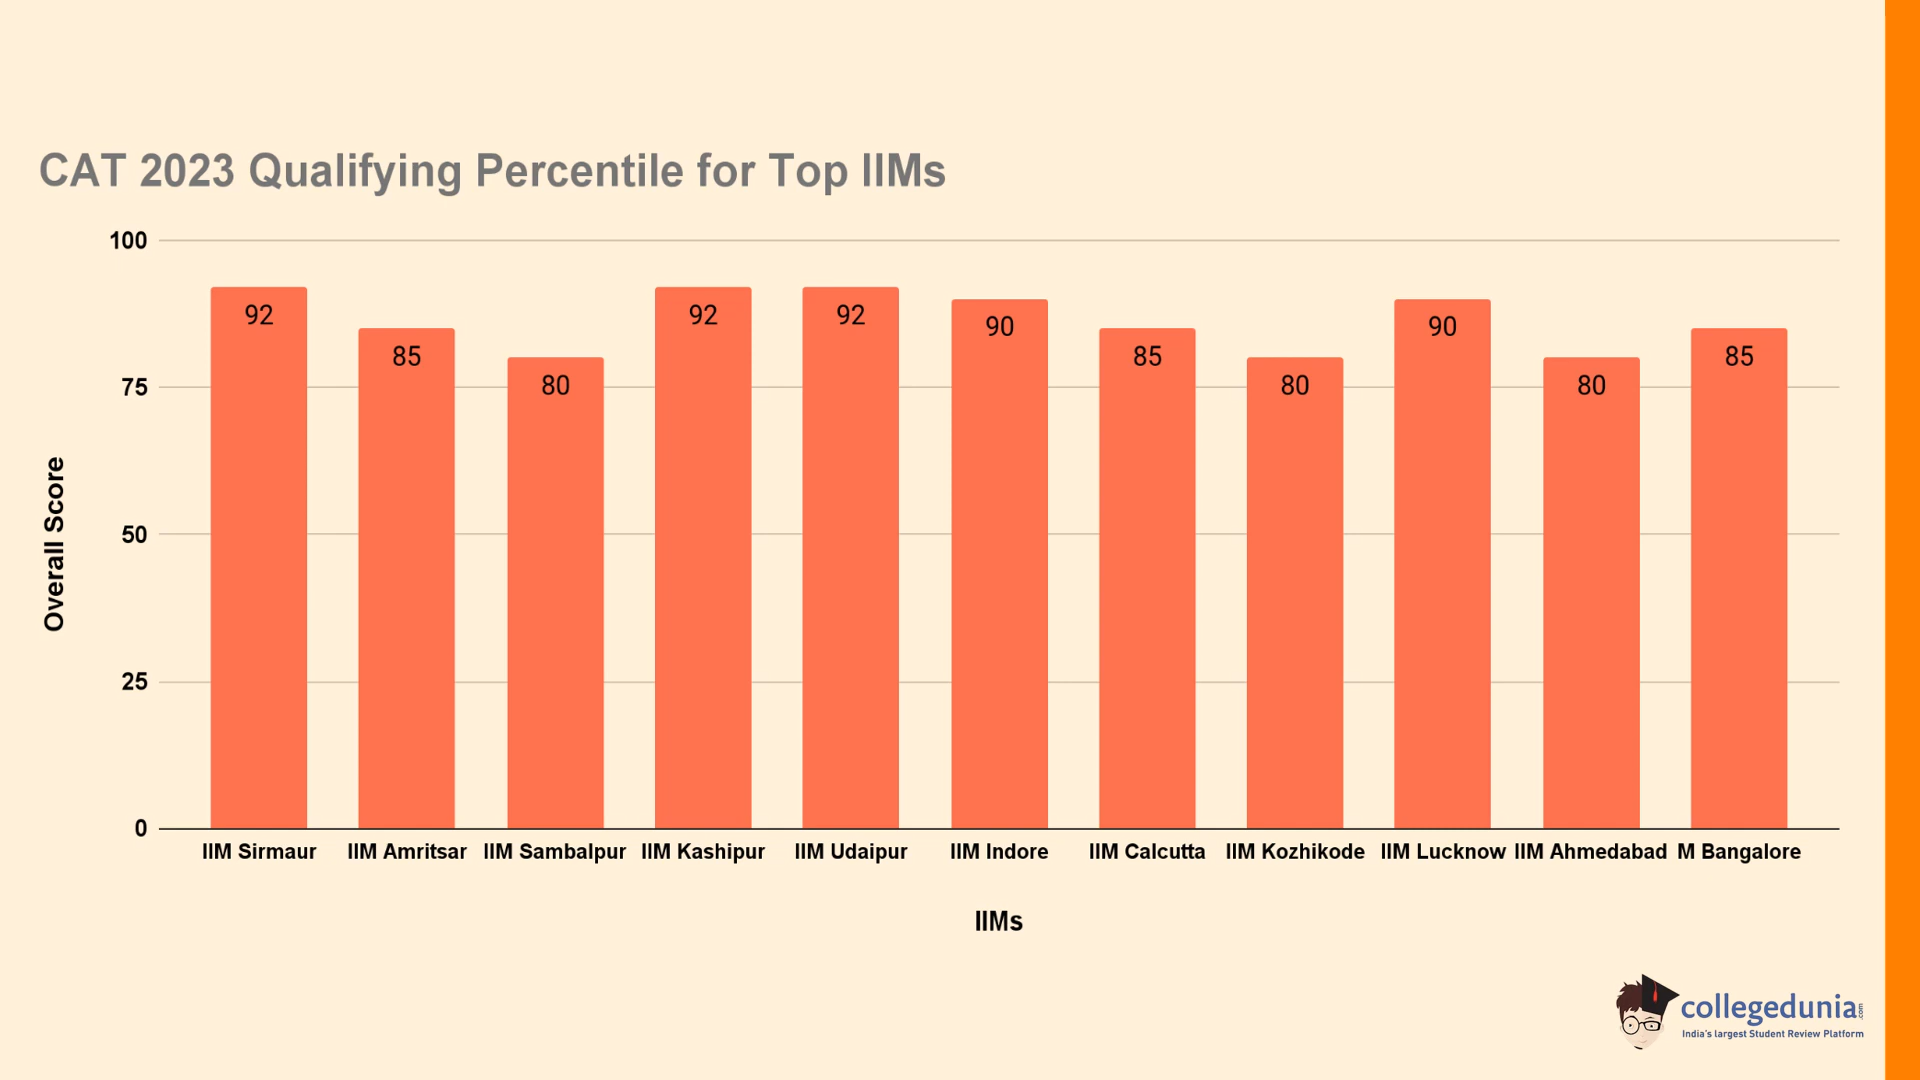 CAT 2023 Qualifying Percentile for Top IIMs
100
75
50
25
0
Overall Score
92
85
80
92
92
90
85
80
90
80
85
IIM Sirmaur
IIM Amritsar
IIM Sambalpur
IIM Kashipur
IIM Udaipur
IIM Indore
IIM Calcutta
IIM Kozhikode
IIM Lucknow
IIM Ahmedabad
M Bangalore
IIMs
collegedunia.com
India's largest Student Review Platform